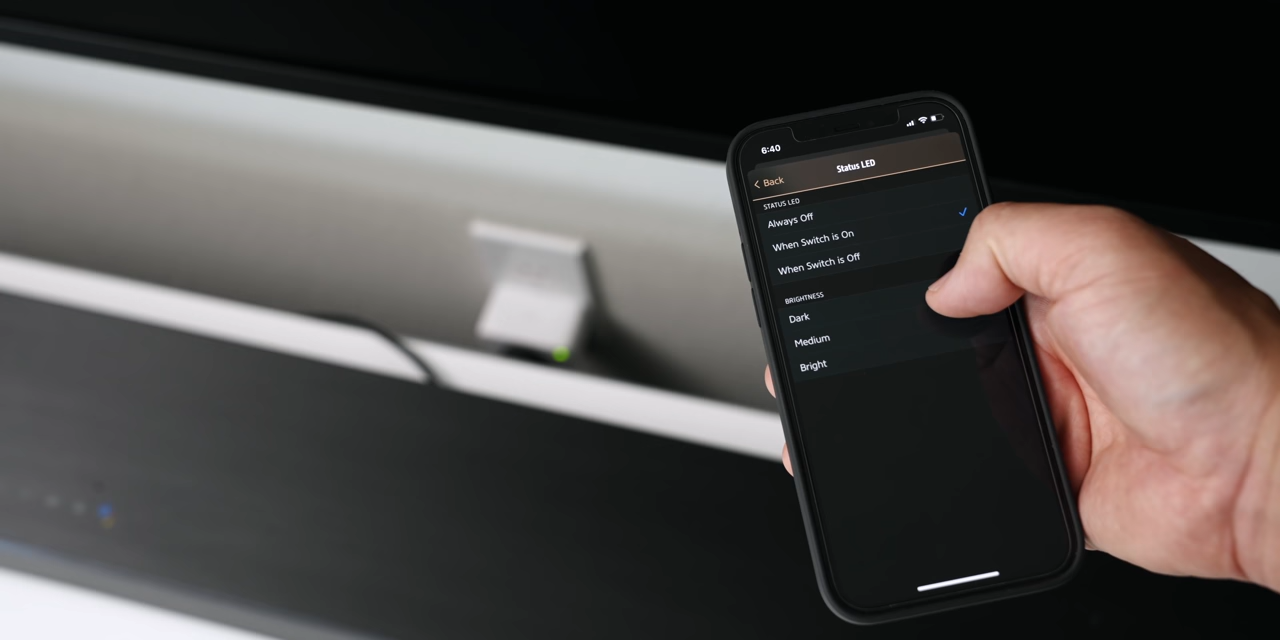 6:40
Back
Status LED
STATUS LED
Always Off
When Switch is On
When Switch is Off
BRIGHTNESS
Dark
Medium
Bright